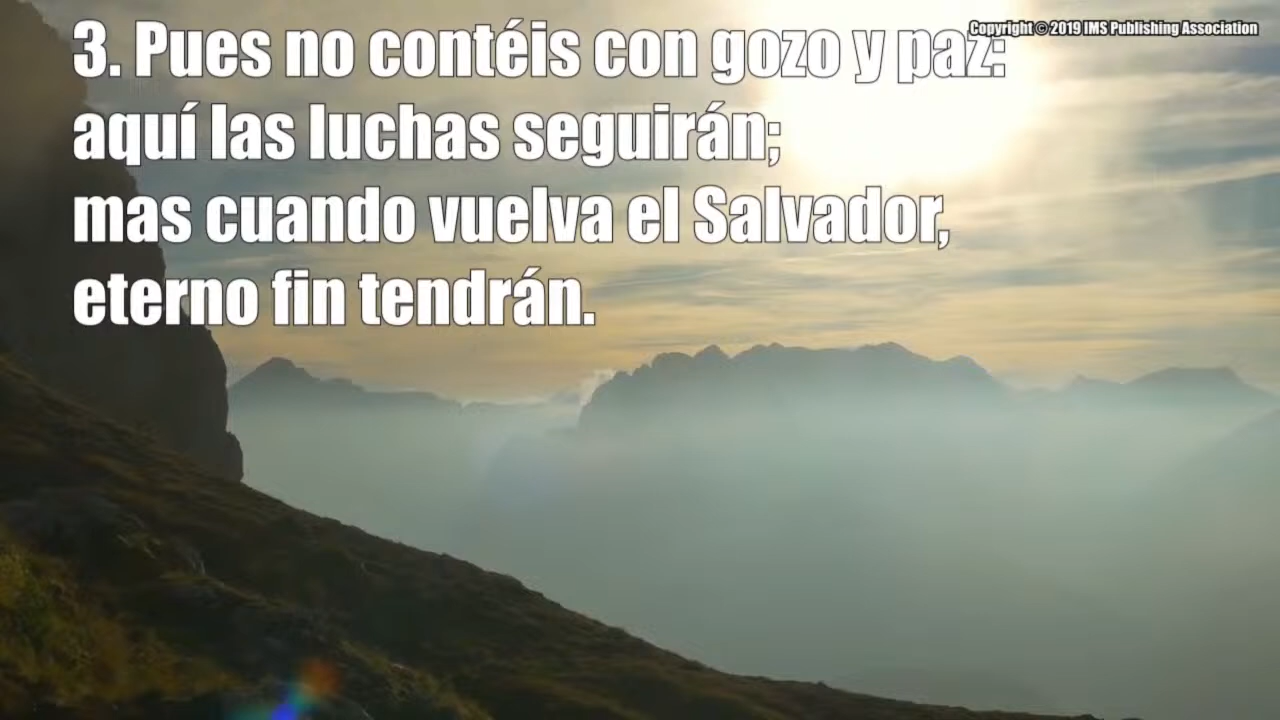 Copyright © 2019 IMS Publishing Association
3. Pues no contéis con gozo y paz:
aquí las luchas seguirán;
mas cuando vuelva el Salvador,
eterno fin tendrán.